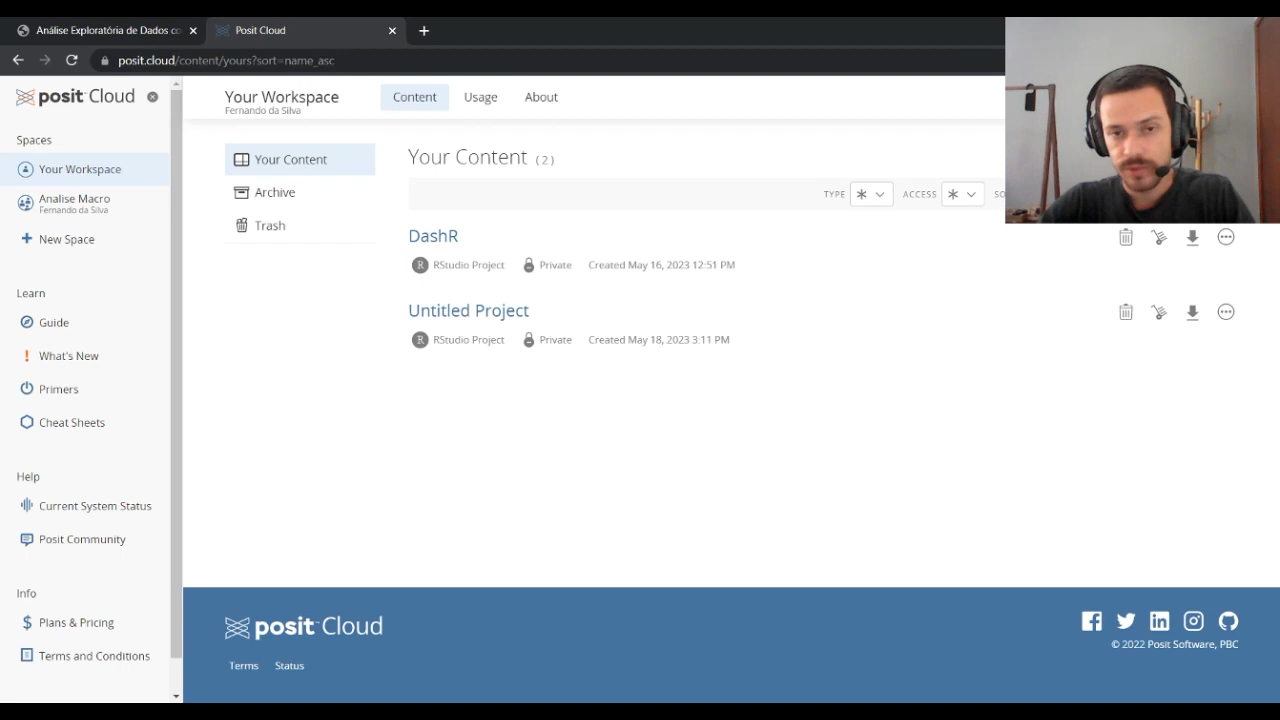 Análise Exploratória de Dados co
Posit Cloud
posit.cloud/content/yours?sort=name_asc
posit Cloud
Spaces
Your Workspace
Analise Macro
Fernando da Silva
New Space
Learn
Guide
What's New
Primers
Cheat Sheets
Help
Current System Status
Posit Community
Info
Plans & Pricing
Terms and Conditions
Your Workspace
Fernando da Silva
Content
Usage
About
Your Content
Archive
Trash
Your Content (2)
TYPE
ACCESS
SO
DashR
R RStudio Project Private Created May 16, 2023 12:51 PM
Untitled Project
R RStudio Project Private Created May 18, 2023 3:11 PM
posit™ Cloud
Terms Status
© 2022 Posit Software, PBC